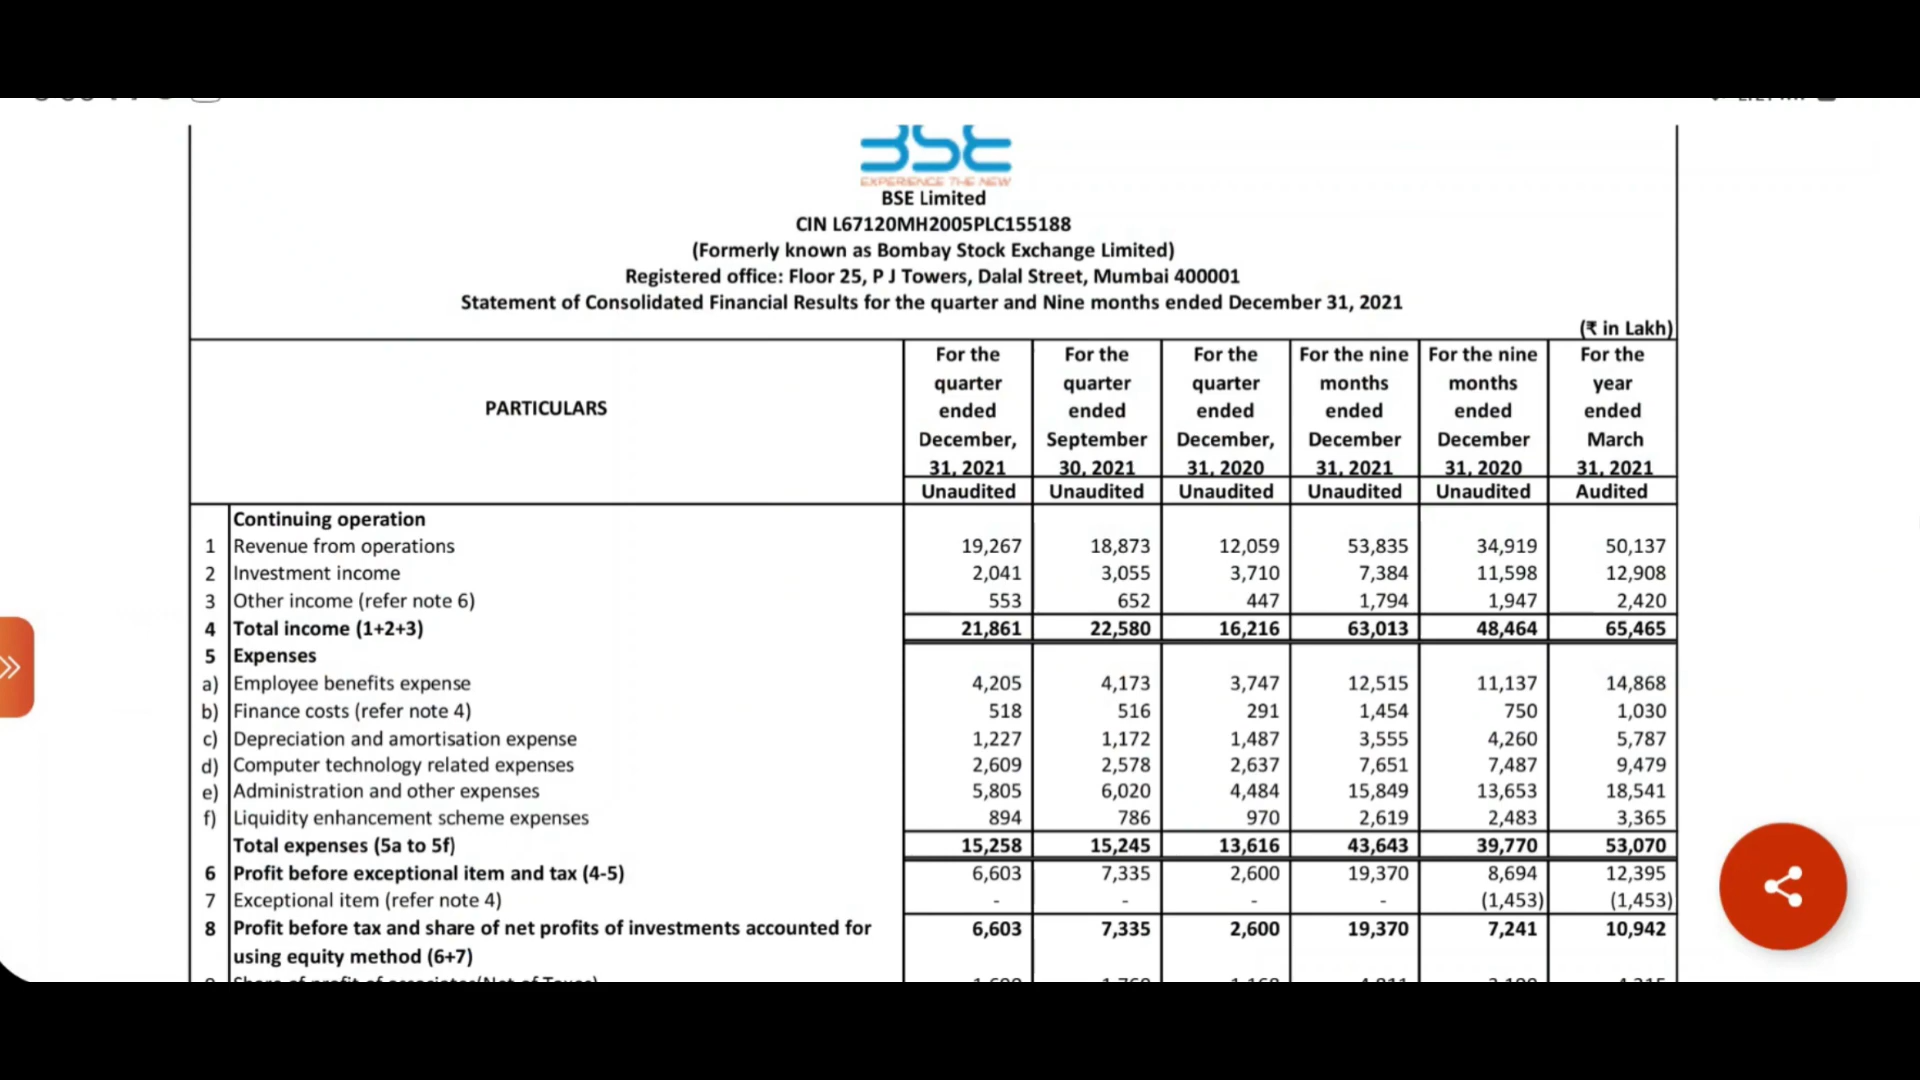 BSE
EXPERIENCE THE NEW
BSE Limited
CIN L67120MH2005PLC155188
(Formerly known as Bombay Stock Exchange Limited)
Registered office: Floor 25, P J Towers, Dalal Street, Mumbai 400001
Statement of Consolidated Financial Results for the quarter and Nine months ended December 31, 2021
(₹ in Lakh)
PARTICULARS
For the quarter ended December, 31, 2021
For the quarter ended September 30, 2021
For the quarter ended December, 31, 2020
For the nine months ended December 31, 2021
For the nine months ended December 31, 2020
For the year ended March 31, 2021
Unaudited Unaudited Unaudited Unaudited Unaudited Audited
Continuing operation
1 Revenue from operations 19,267 18,873 12,059 53,835 34,919 50,137
2 Investment income 2,041 3,055 3,710 7,384 11,598 12,908
3 Other income (refer note 6) 553 652 447 1,794 1,947 2,420
4 Total income (1+2+3) 21,861 22,580 16,216 63,013 48,464 65,465
5 Expenses
a) Employee benefits expense 4,205 4,173 3,747 12,515 11,137 14,868
b) Finance costs (refer note 4) 518 516 291 1,454 750 1,030
c) Depreciation and amortisation expense 1,227 1,172 1,487 3,555 4,260 5,787
d) Computer technology related expenses 2,609 2,578 2,637 7,651 7,487 9,479
e) Administration and other expenses 5,805 6,020 4,484 15,849 13,653 18,541
f) Liquidity enhancement scheme expenses 894 786 970 2,619 2,483 3,365
Total expenses (5a to 5f) 15,258 15,245 13,616 43,643 39,770 53,070
6 Profit before exceptional item and tax (4-5) 6,603 7,335 2,600 19,370 8,694 12,395
7 Exceptional item (refer note 4) - - - - (1,453) (1,453)
8 Profit before tax and share of net profits of investments accounted for 6,603 7,335 2,600 19,370 7,241 10,942
using equity method (6+7)